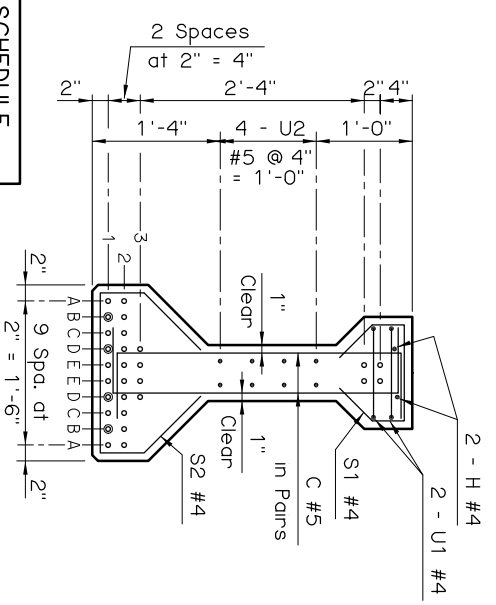 SCHEDULE
2 Spaces
at 2" = 4"
2"
2'-4"
2"
4"
1'-4"
4 - U2
#5 @ 4"
= 1'-0"
1'-0"
1
2
3
2"
A
B
C
D
E
E
D
C
B
A
9 Spa. at
2" = 1'-6"
2"
1"
Clear
1"
Clear
S2 #4
C #5
in Pairs
S1 #4
2 - U1 #4
2 - H #4